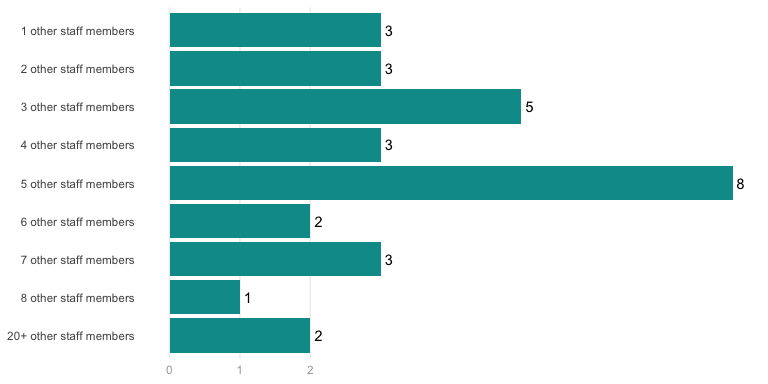 1 other staff members 3
2 other staff members 3
3 other staff members 5
4 other staff members 3
5 other staff members 8
6 other staff members 2
7 other staff members 3
8 other staff members 1
20+ other staff members 2
0 1 2